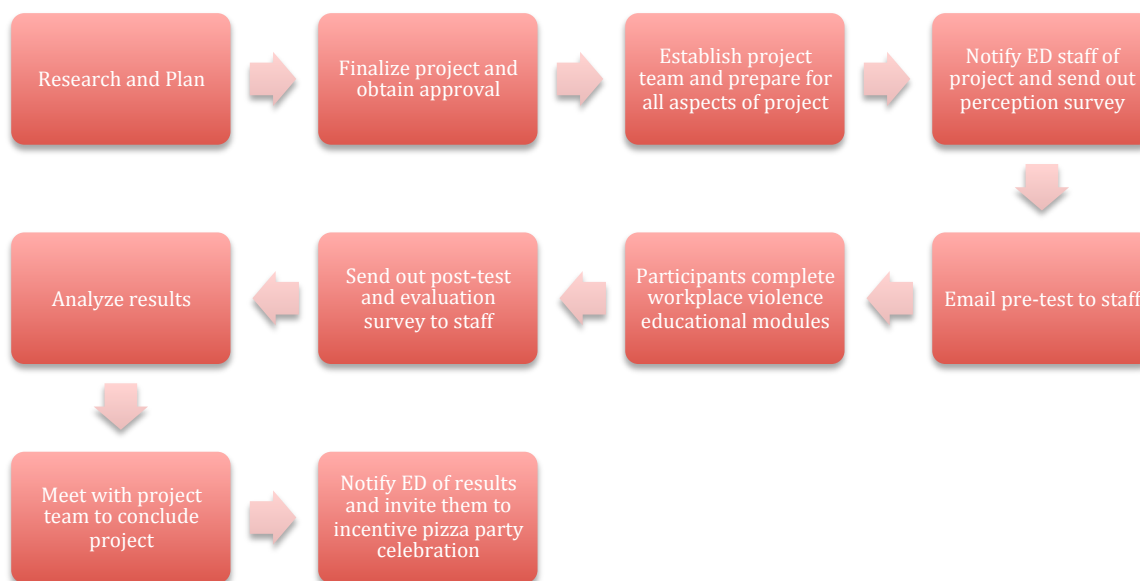 Research and Plan
Finalize project and
obtain approval
Establish project
team and prepare for
all aspects of project
Notify ED staff of
project and send out
perception survey
Email pre-test to staff
Participants complete
workplace violence
educational modules
Send out post-test
and evaluation
survey to staff
Analyze results
Meet with project
team to conclude
project
Notify ED of results
and invite them to
incentive pizza party
celebration